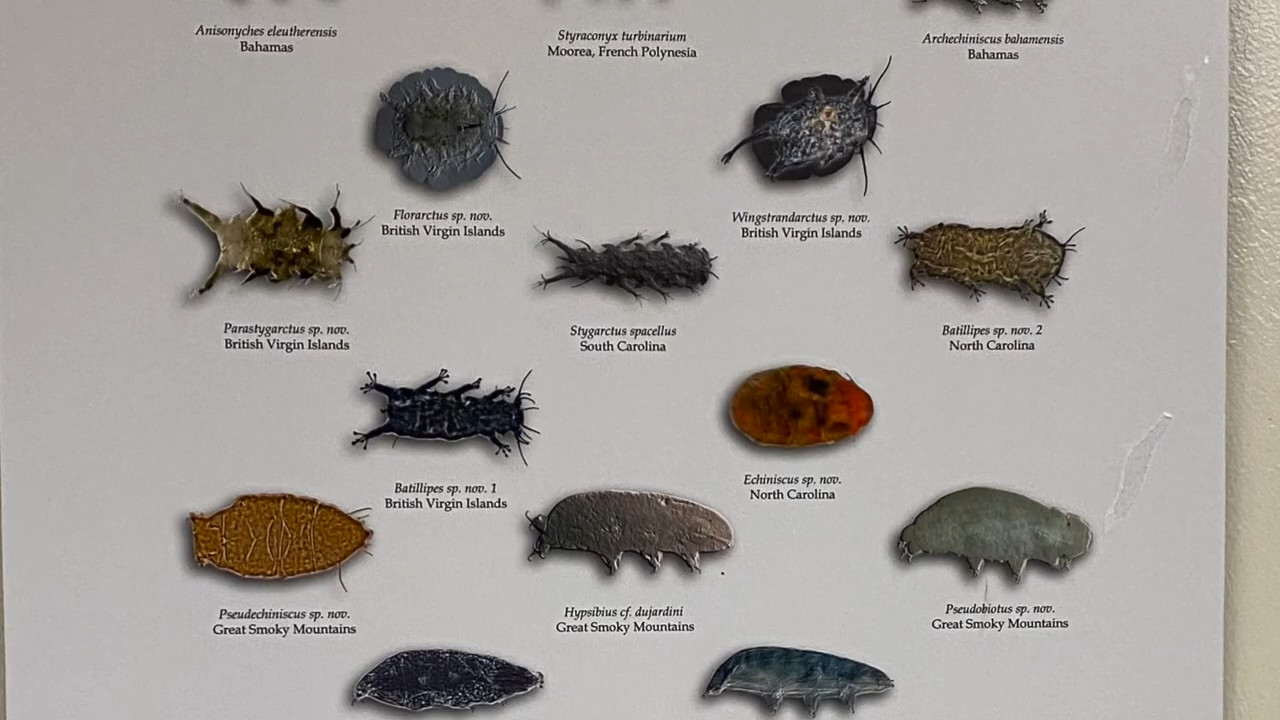 Anisonyches eleutherensis
Bahamas
Styraconyx turbinarium
Moorea, French Polynesia
Archechiniscus bahamensis
Bahamas
Florarctus sp. nov.
British Virgin Islands
Wingstrandarctus sp. nov.
British Virgin Islands
Parastygarctus sp. nov.
British Virgin Islands
Stygarctus spacellus
South Carolina
Batillipes sp. nov. 2
North Carolina
Batillipes sp. nov. 1
British Virgin Islands
Echiniscus sp. nov.
North Carolina
Pseudechiniscus sp. nov.
Great Smoky Mountains
Hypsibius cf. dujardini
Great Smoky Mountains
Pseudobiotus sp. nov.
Great Smoky Mountains